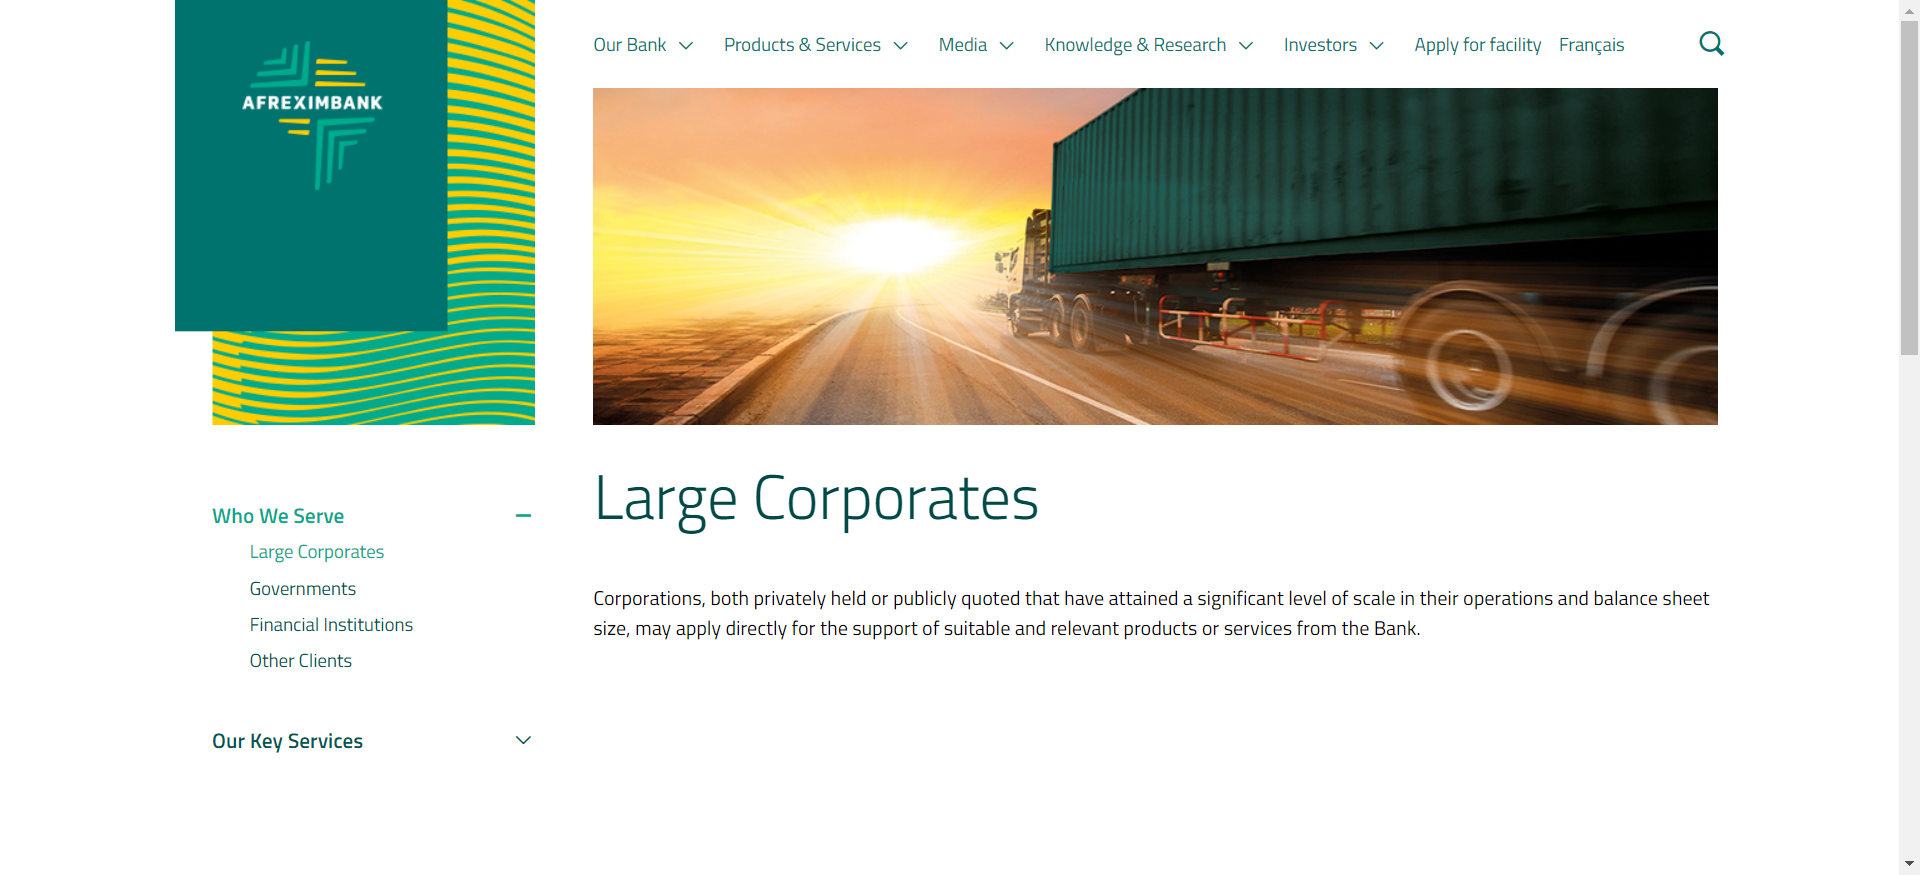 AFREXIMBANK
Our Bank
Products & Services
Media
Knowledge & Research
Investors
Apply for facility
Français
Who We Serve
Large Corporates
Governments
Financial Institutions
Other Clients
Our Key Services
Large Corporates
Corporations, both privately held or publicly quoted that have attained a significant level of scale in their operations and balance sheet
size, may apply directly for the support of suitable and relevant products or services from the Bank.